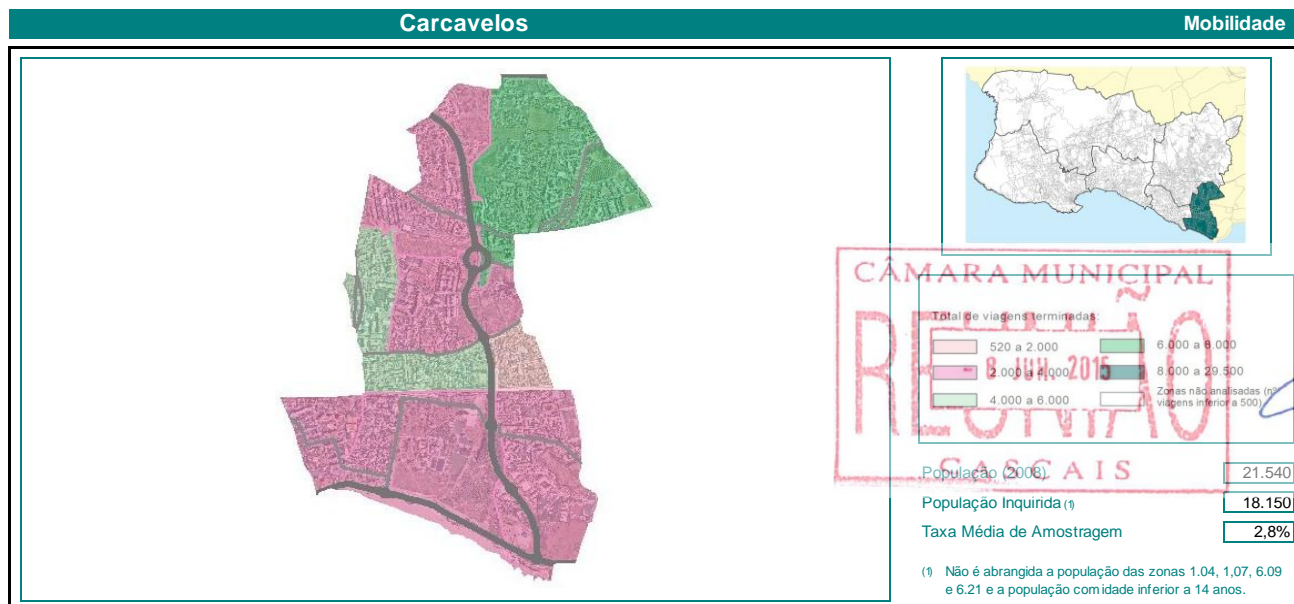 Carcavelos
Mobilidade
CÂMARA MUNICIPAL
REUNIÃO
8 JUN. 2015
CASCAIS
Total de viagens terminadas:
520 a 2.000
2.000 a 4.000
4.000 a 6.000
6.000 a 8.000
8.000 a 29.500
Zonas não analisadas (nº
viagens inferior a 500)
População (2008)
21.540
População Inquirida (1)
18.150
Taxa Média de Amostragem
2,8%
(1) Não é abrangida a população das zonas 1.04, 1,07, 6.09
e 6.21 e a população com idade inferior a 14 anos.